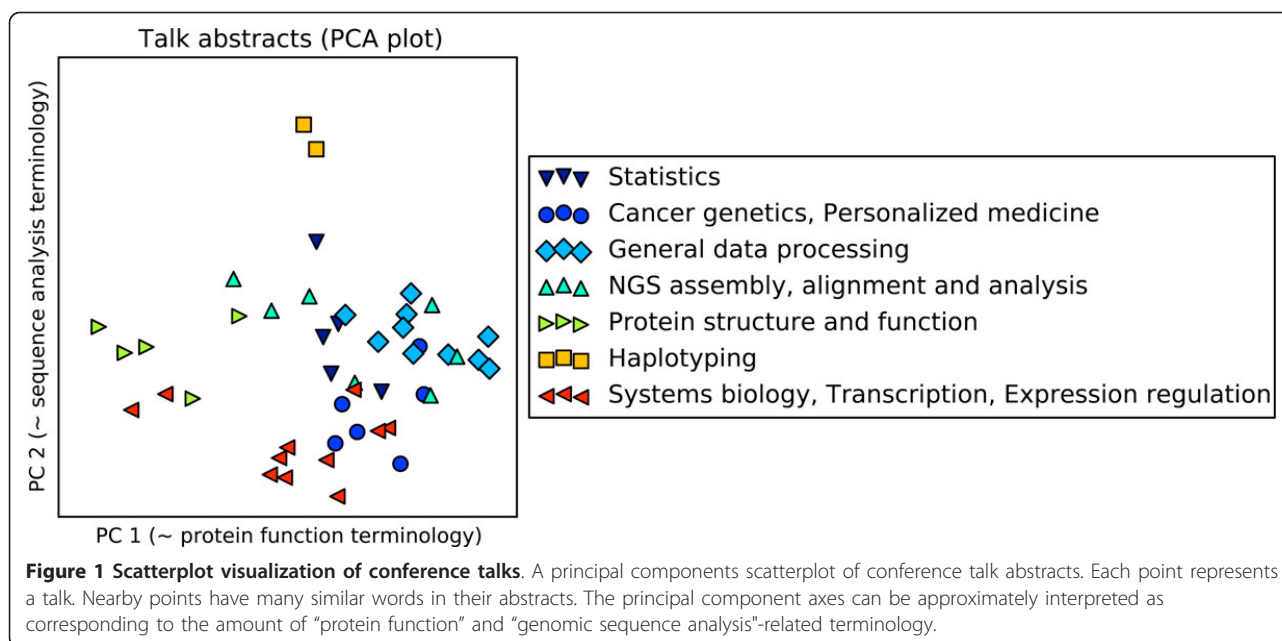 Talk abstracts (PCA plot)
PC 2 (~ sequence analysis terminology)
PC 1 (~ protein function terminology)
Statistics
Cancer genetics, Personalized medicine
General data processing
NGS assembly, alignment and analysis
Protein structure and function
Haplotyping
Systems biology, Transcription, Expression regulation
Figure 1 Scatterplot visualization of conference talks. A principal components scatterplot of conference talk abstracts. Each point represents
a talk. Nearby points have many similar words in their abstracts. The principal component axes can be approximately interpreted as
corresponding to the amount of “protein function” and “genomic sequence analysis"-related terminology.